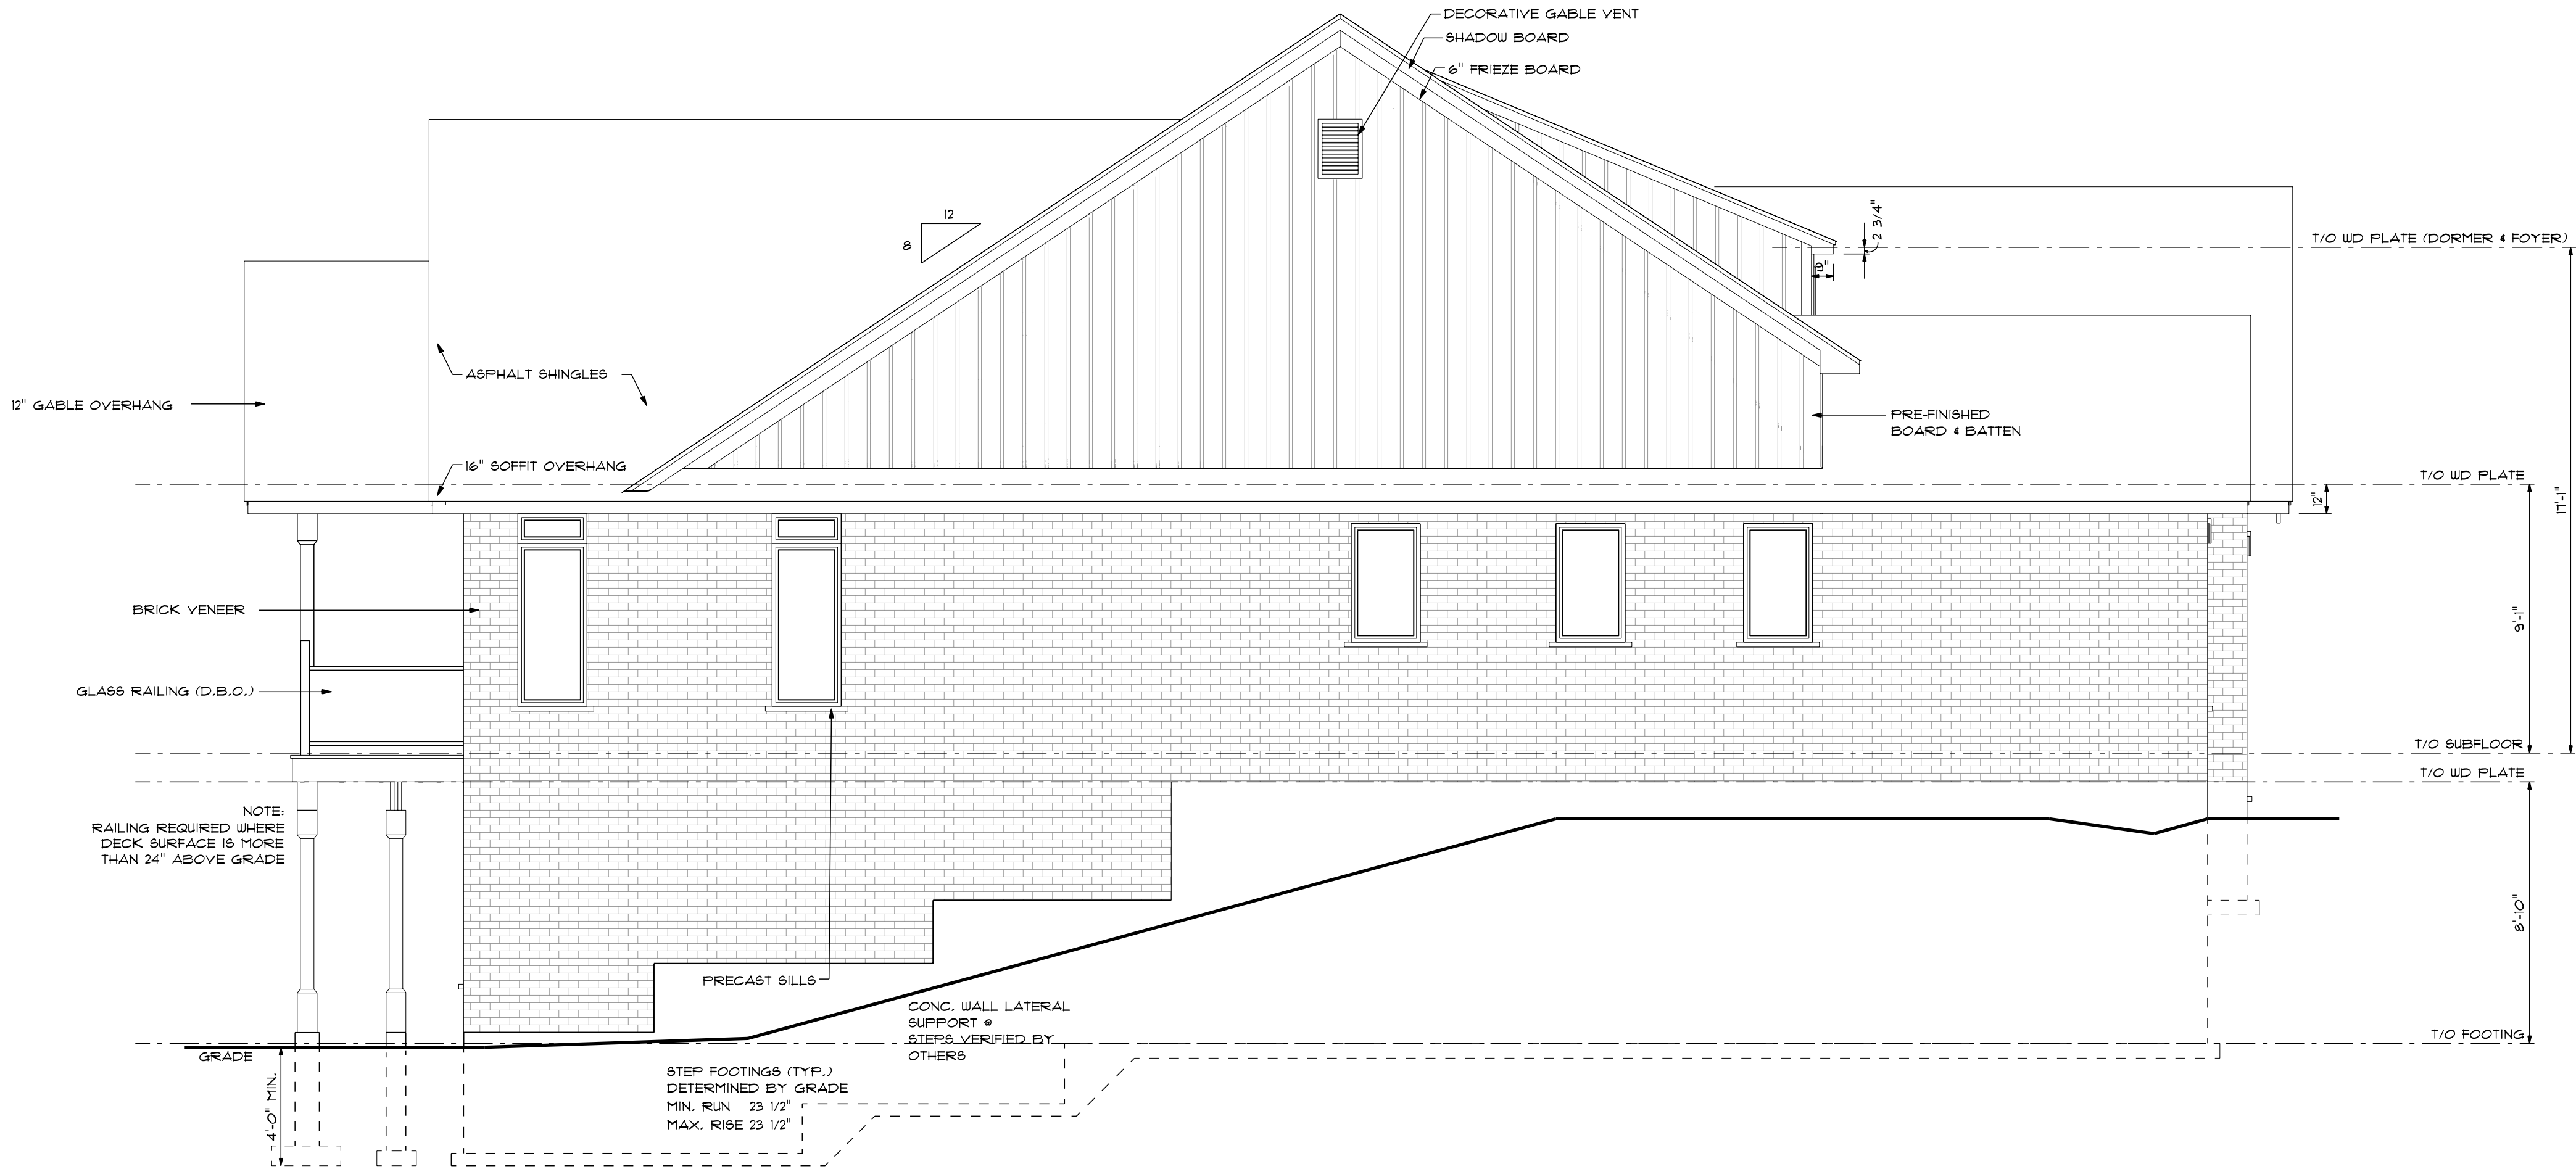 DECORATIVE GABLE VENT
SHADOW BOARD
6" FRIEZE BOARD
12
8
2 3/4"
T/O WD PLATE (DORMER & FOYER)
ASPHALT SHINGLES
12" GABLE OVERHANG
PRE-FINISHED
BOARD & BATTEN
16" SOFFIT OVERHANG
T/O WD PLATE
12"
17'-1"
BRICK VENEER
9'-1"
GLASS RAILING (D.B.O.)
T/O SUBFLOOR
T/O WD PLATE
NOTE:
RAILING REQUIRED WHERE
DECK SURFACE IS MORE
THAN 24" ABOVE GRADE
8'-10"
PRECAST SILLS
CONC. WALL LATERAL
SUPPORT @
STEPS VERIFIED BY
OTHERS
T/O FOOTING
GRADE
4'-0" MIN.
STEP FOOTINGS (TYP.)
DETERMINED BY GRADE
MIN. RUN 23 1/2"
MAX. RISE 23 1/2"